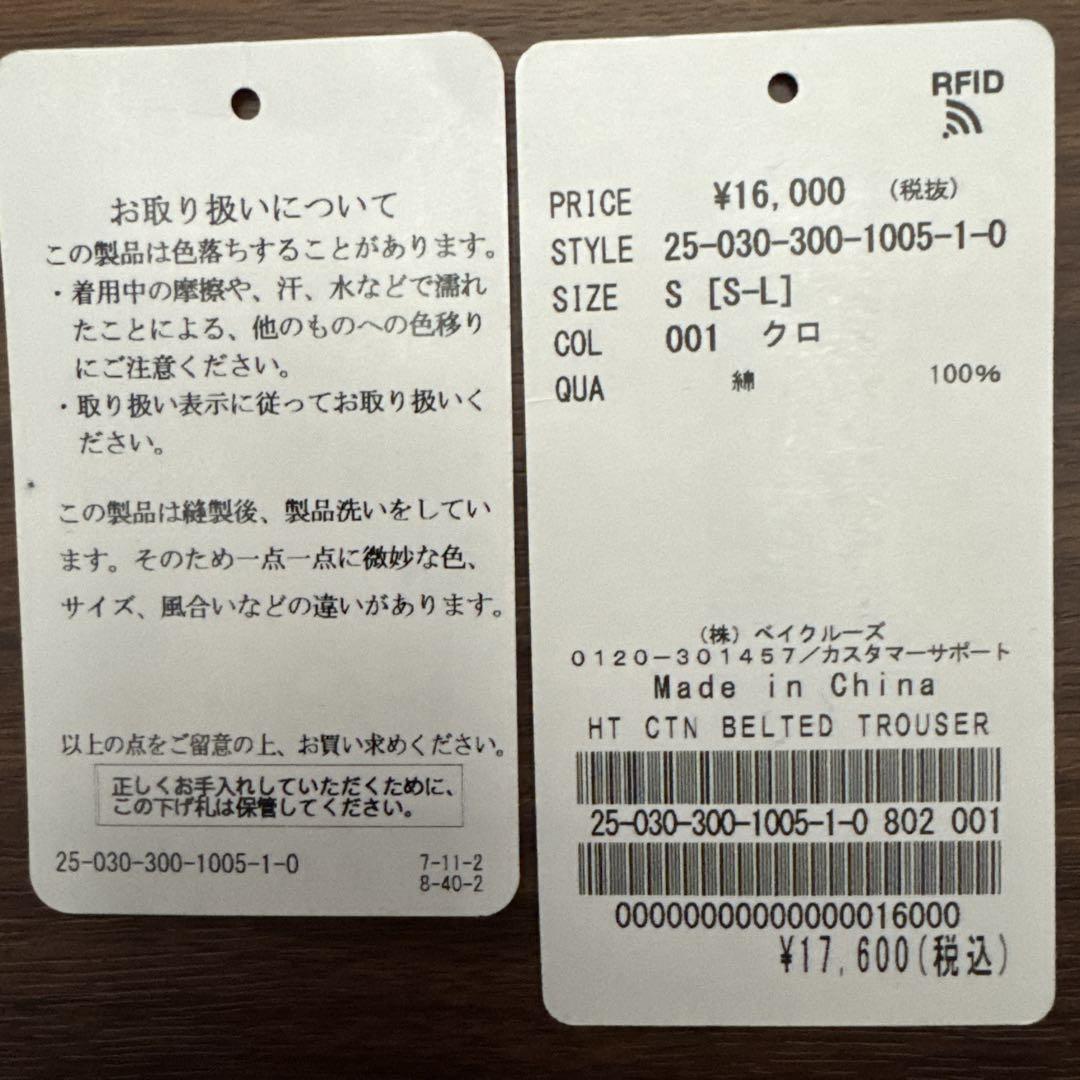 お取り扱いについて
この製品は色落ちすることがあります。
・着用中の摩擦や、汗、水などで濡れ
たことによる、他のものへの色移り
にご注意ください。
・取り扱い表示に従ってお取り扱いく
ださい。
この製品は縫製後、製品洗いをしてい
ます。そのため一点一点に微妙な色、
サイズ、風合いなどの違いがあります。
以上の点をご留意の上、お買い求めください。
正しくお手入れしていただくために、
この下げ札は保管してください。
25-030-300-1005-1-0
7-11-2
8-40-2
RFID
PRICE ¥16,000 (税抜)
STYLE 25-030-300-1005-1-0
SIZE S [S-L]
COL 001 クロ
QUA 綿 100%
(株)ベイクルーズ
0120-301457/カスタマーサポート
Made in China
HT CTN BELTED TROUSER
25-030-300-1005-1-0 802 001
00000000000000016000
¥17,600(税込)